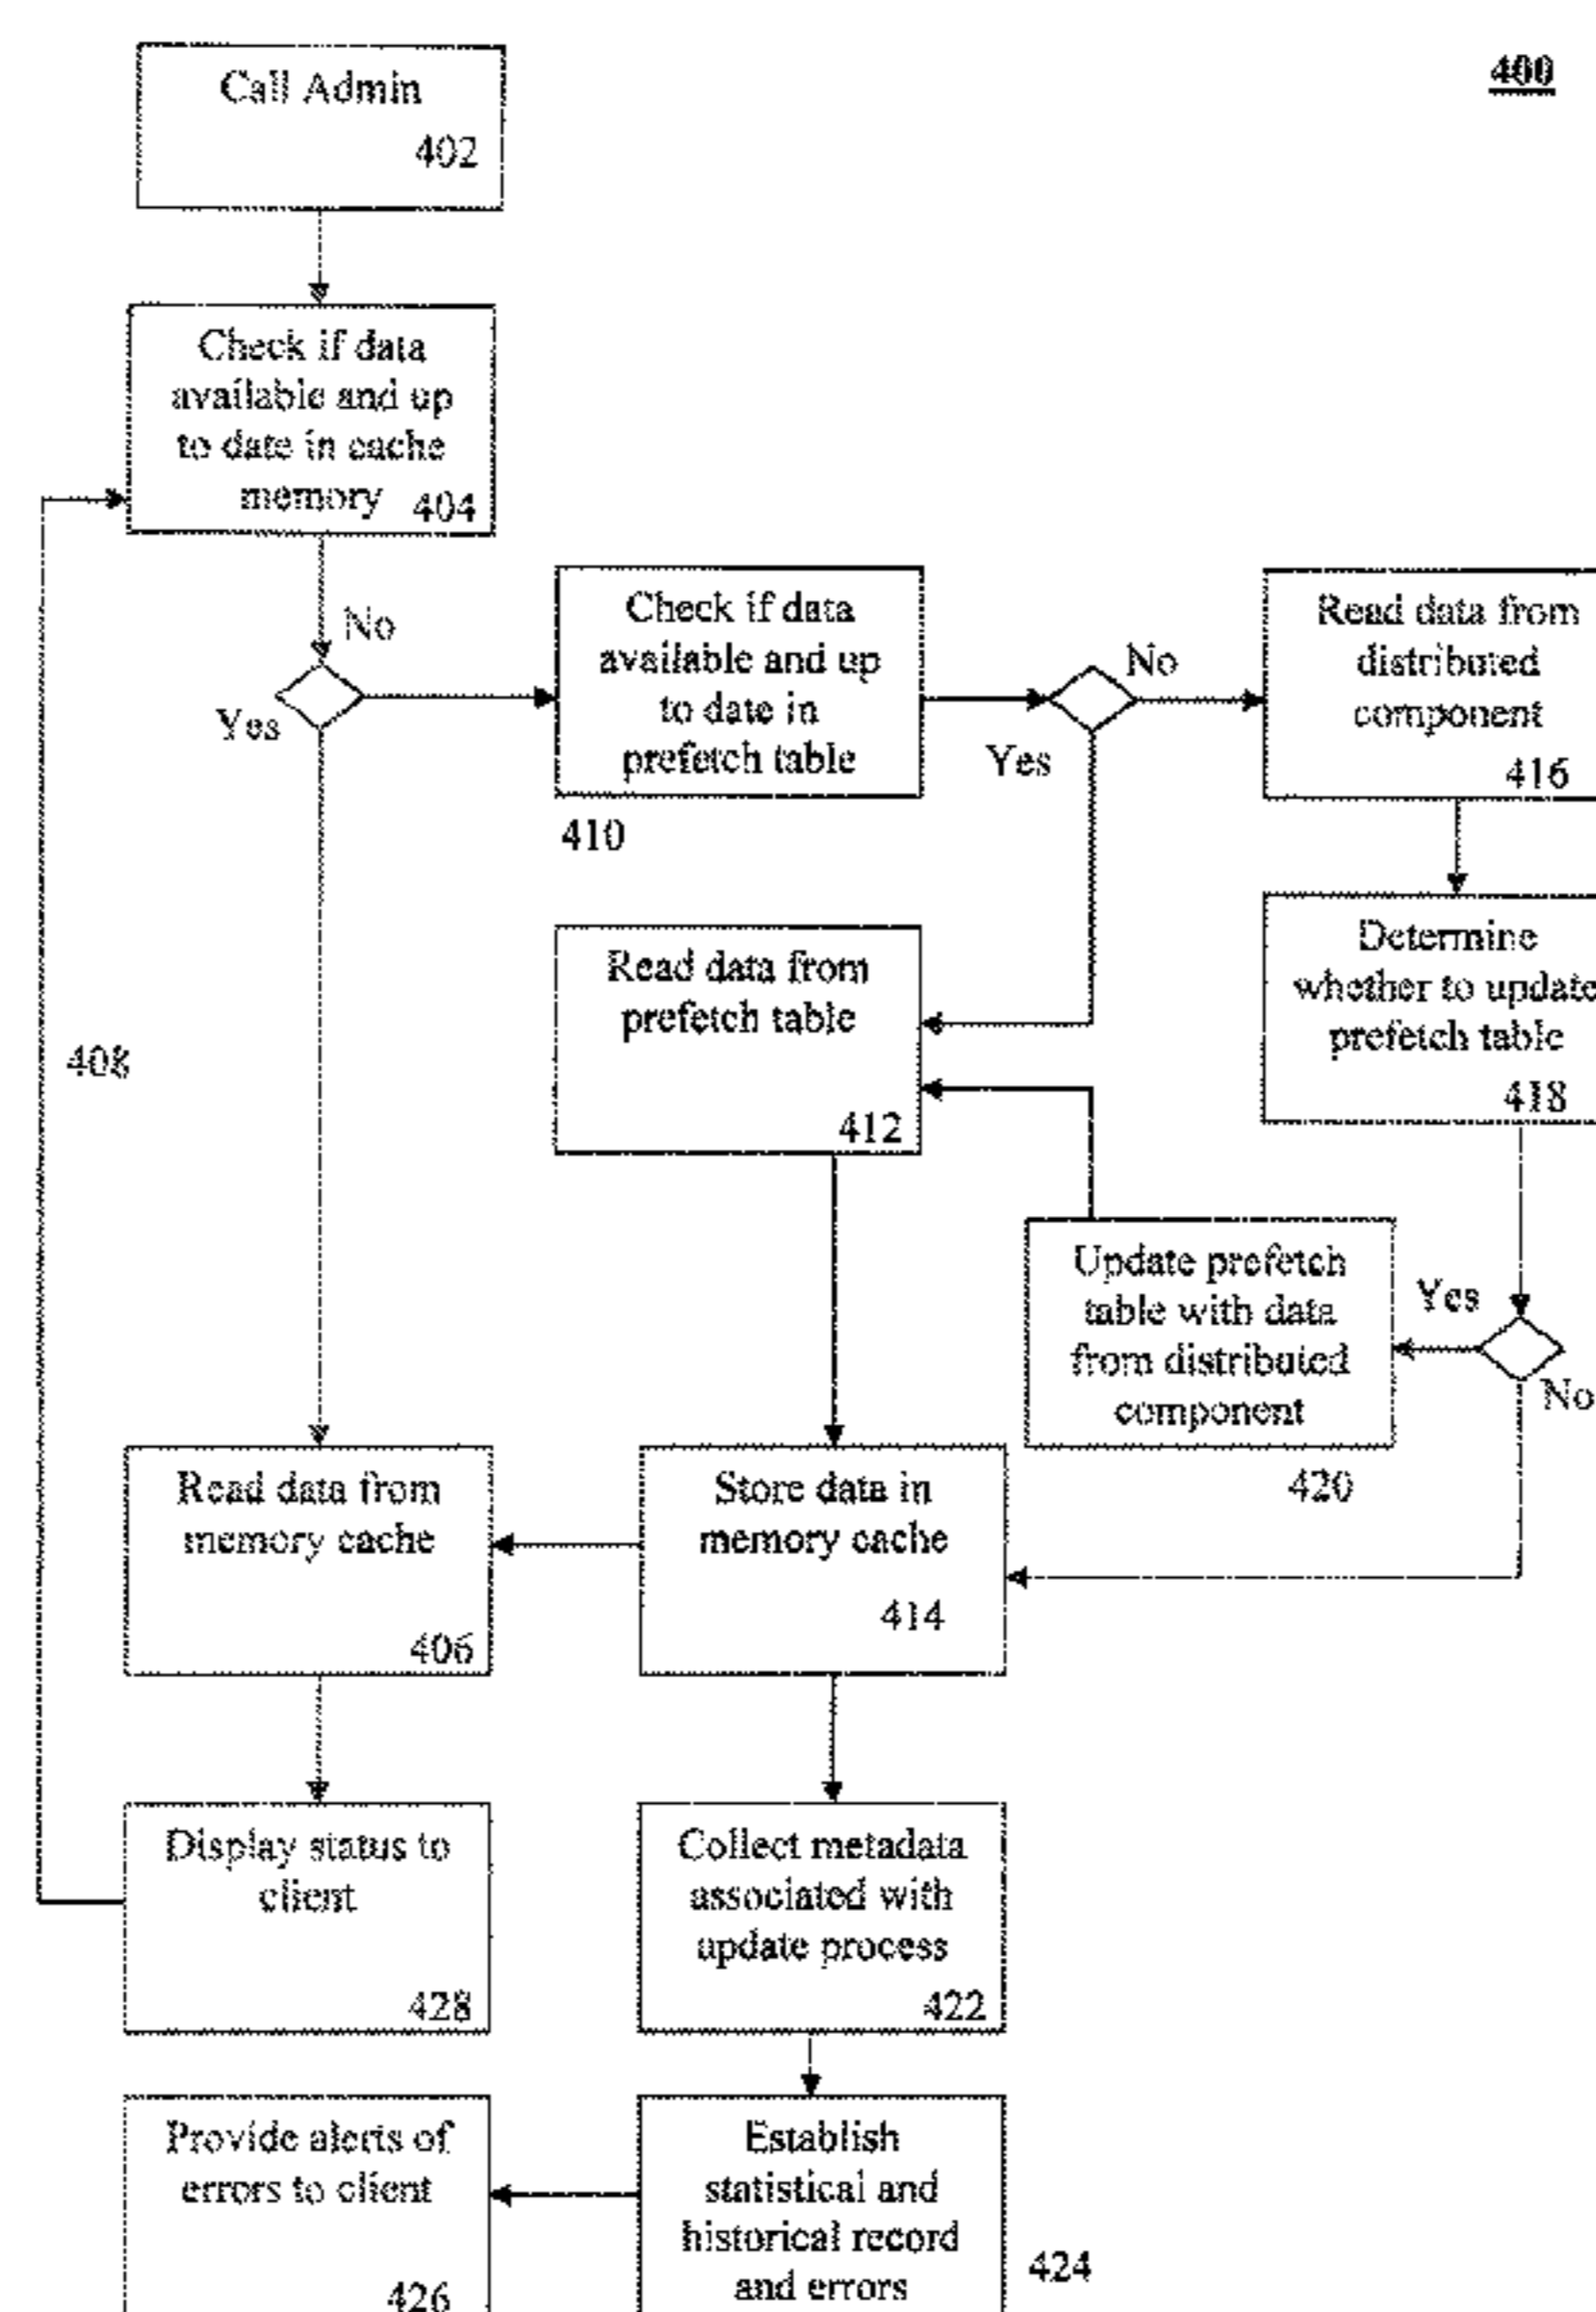 400
Call Admin
402
Check if data
available and up
to date in cache
memory 404
No
Yes
Check if data
available and up
to date in
prefetch table
410
No
Yes
Read data from
distributed
component
416
Determine
whether to update
prefetch table
418
Read data from
prefetch table
412
408
Update prefetch
table with data
from distributed
component
420
Yes
No
Read data from
memory cache
406
Store data in
memory cache
414
Display status to
client
428
Collect metadata
associated with
update process
422
Provide alerts of
errors to client
426
Establish
statistical and
historical record
and errors
424